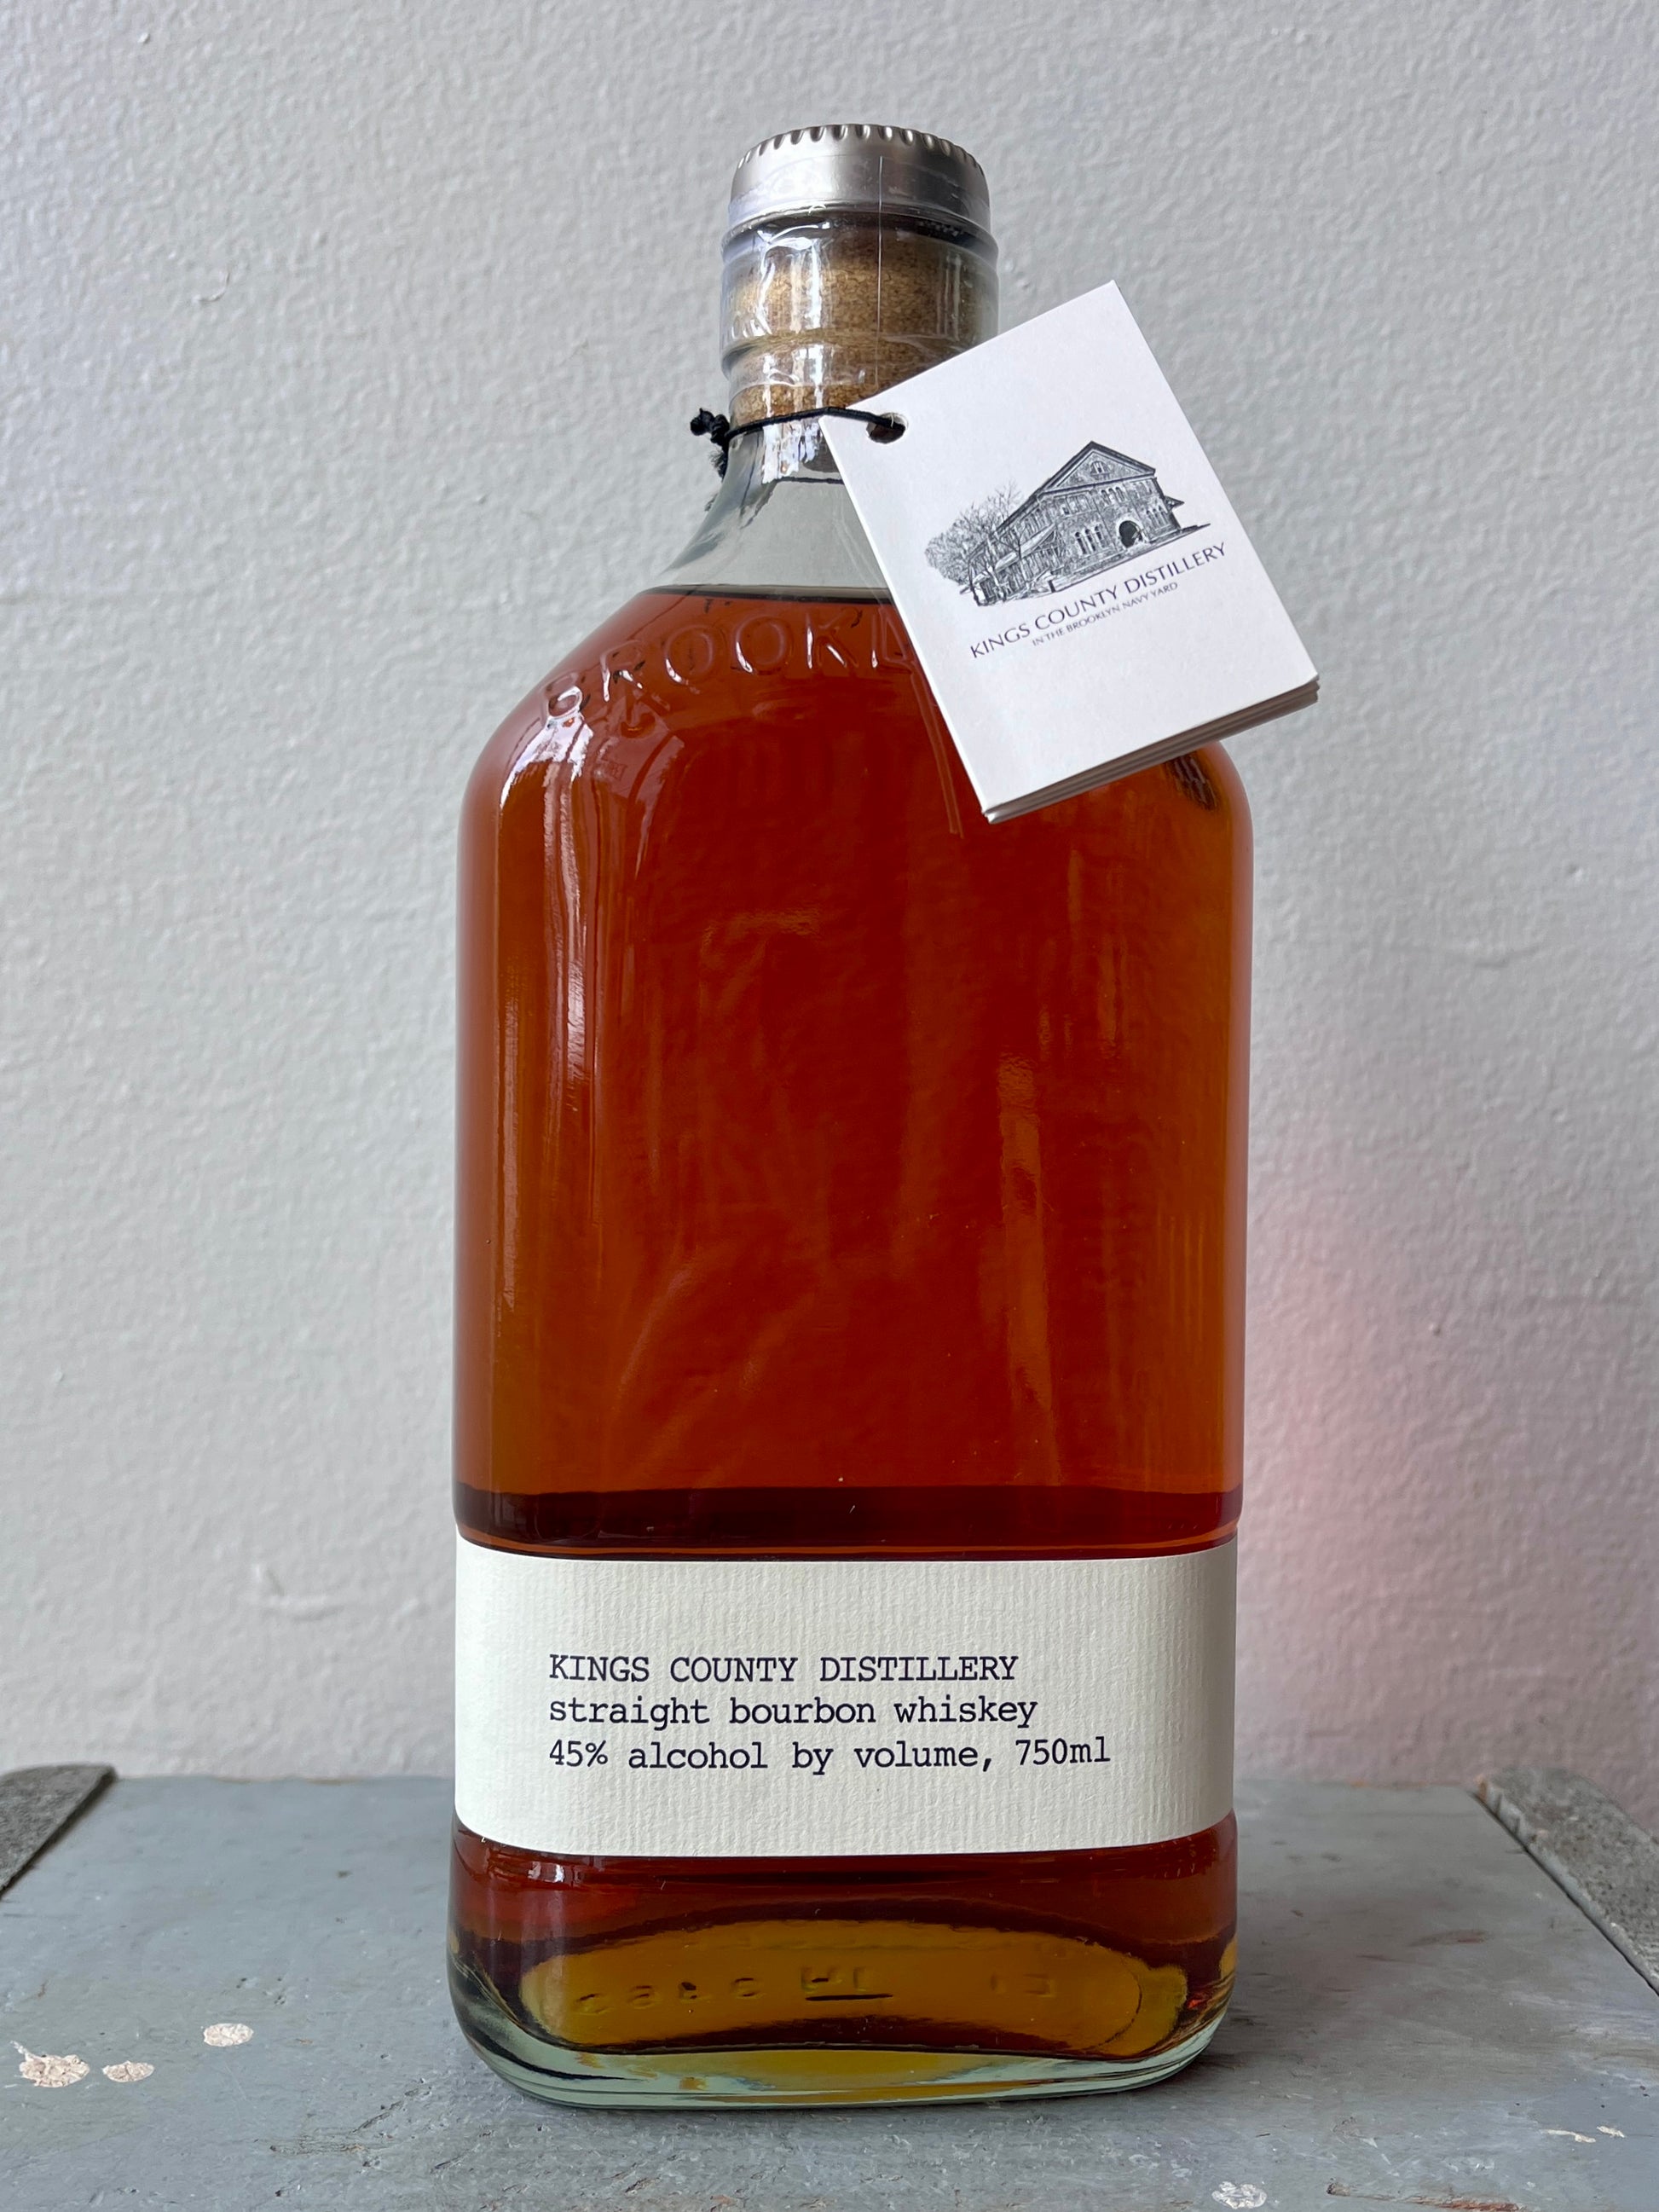 KINGS COUNTY DISTILLERY
IN THE BROOKLYN NAVY YARD
KINGS COUNTY DISTILLERY
straight bourbon whiskey
45% alcohol by volume, 750ml